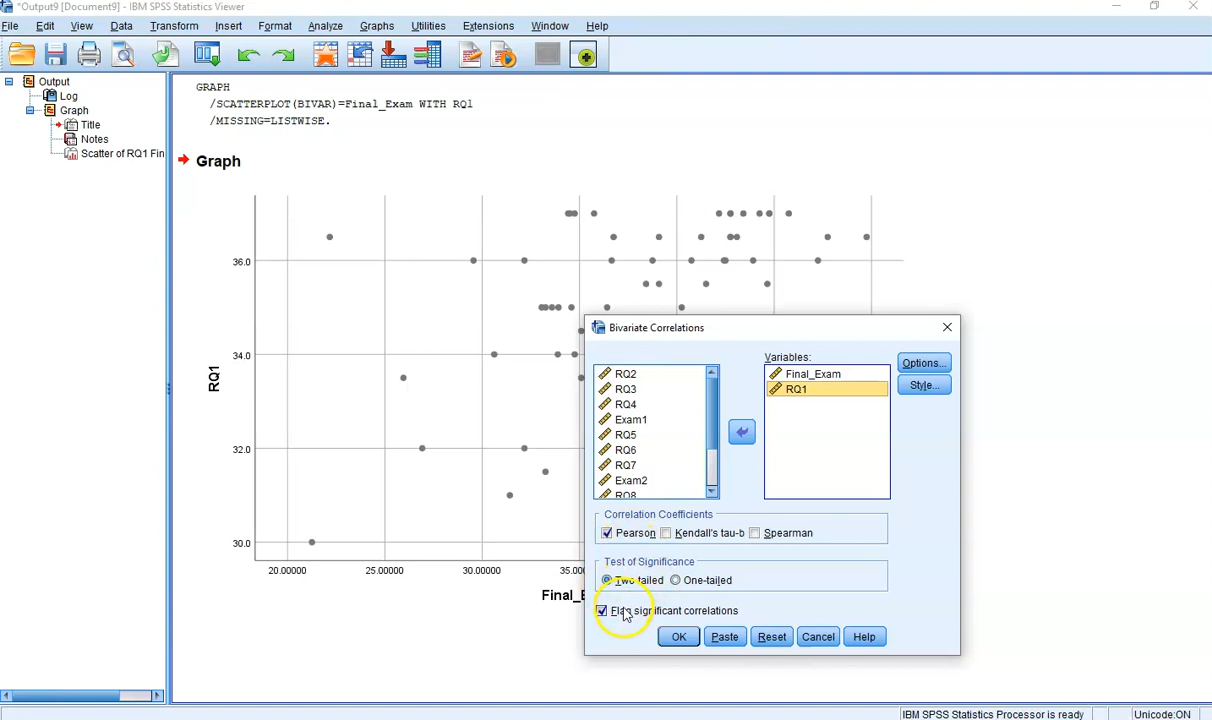 *Output9 [Document9] - IBM SPSS Statistics Viewer
File Edit View Data Transform Insert Format Analyze Graphs Utilities Extensions Window Help
Output
Log
Graph
Title
Notes
Scatter of RQ1 Fin
GRAPH
/SCATTERPLOT(BIVAR)=Final_Exam WITH RQ1
/MISSING=LISTWISE.
Graph
RQ1
36.0
34.0
32.0
30.0
20.00000 25.00000 30.00000 35.00
Final_E
Bivariate Correlations
Variables:
RQ2
RQ3
RQ4
Exam1
RQ5
RQ6
RQ7
Exam2
RQ8
Final_Exam
RQ1
Options...
Style...
Correlation Coefficients
Pearson Kendall's tau-b Spearman
Test of Significance
Two-tailed One-tailed
Flag significant correlations
OK Paste Reset Cancel Help
IBM SPSS Statistics Processor is ready Unicode:ON